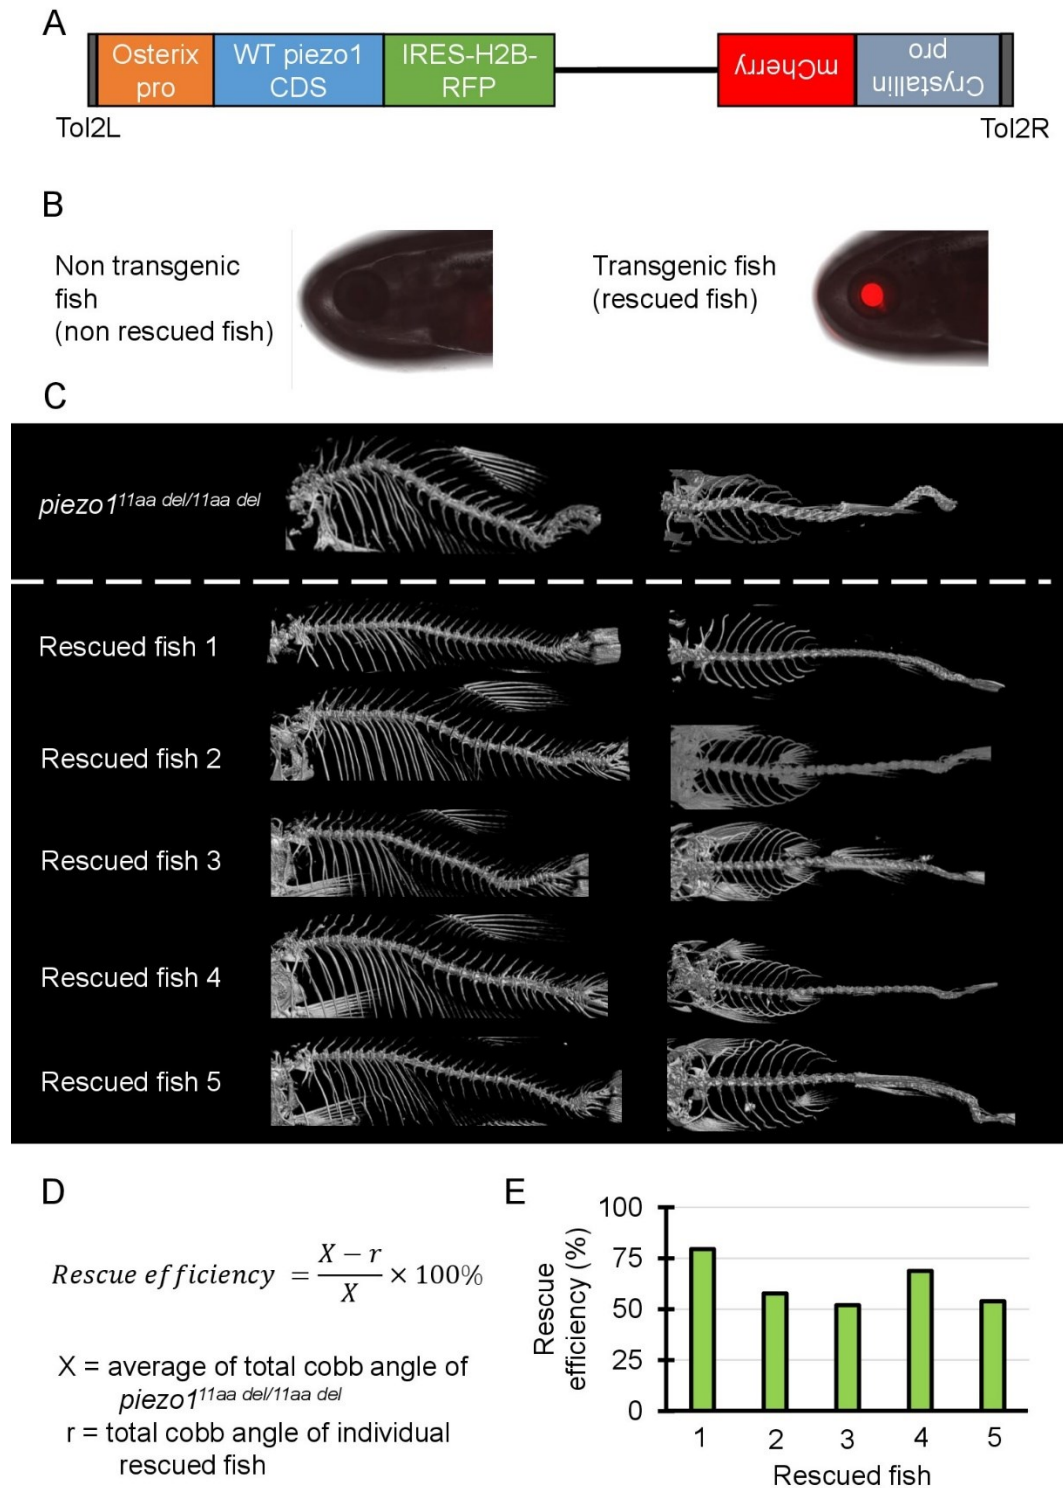 A
Osterix
pro
WT piezo1
CDS
IRES-H2B-
RFP
mCherry
Crystallin
pro
Tol2L
Tol2R
B
Non transgenic
fish
(non rescued fish)
Transgenic fish
(rescued fish)
C
piezo1 11aa del/11aa del
Rescued fish 1
Rescued fish 2
Rescued fish 3
Rescued fish 4
Rescued fish 5
D
Rescue efficiency = (X − r) / X × 100%
X = average of total cobb angle of
piezo1 11aa del/11aa del
r = total cobb angle of individual
rescued fish
E
Rescue
efficiency (%)
100
75
50
25
0
1 2 3 4 5
Rescued fish